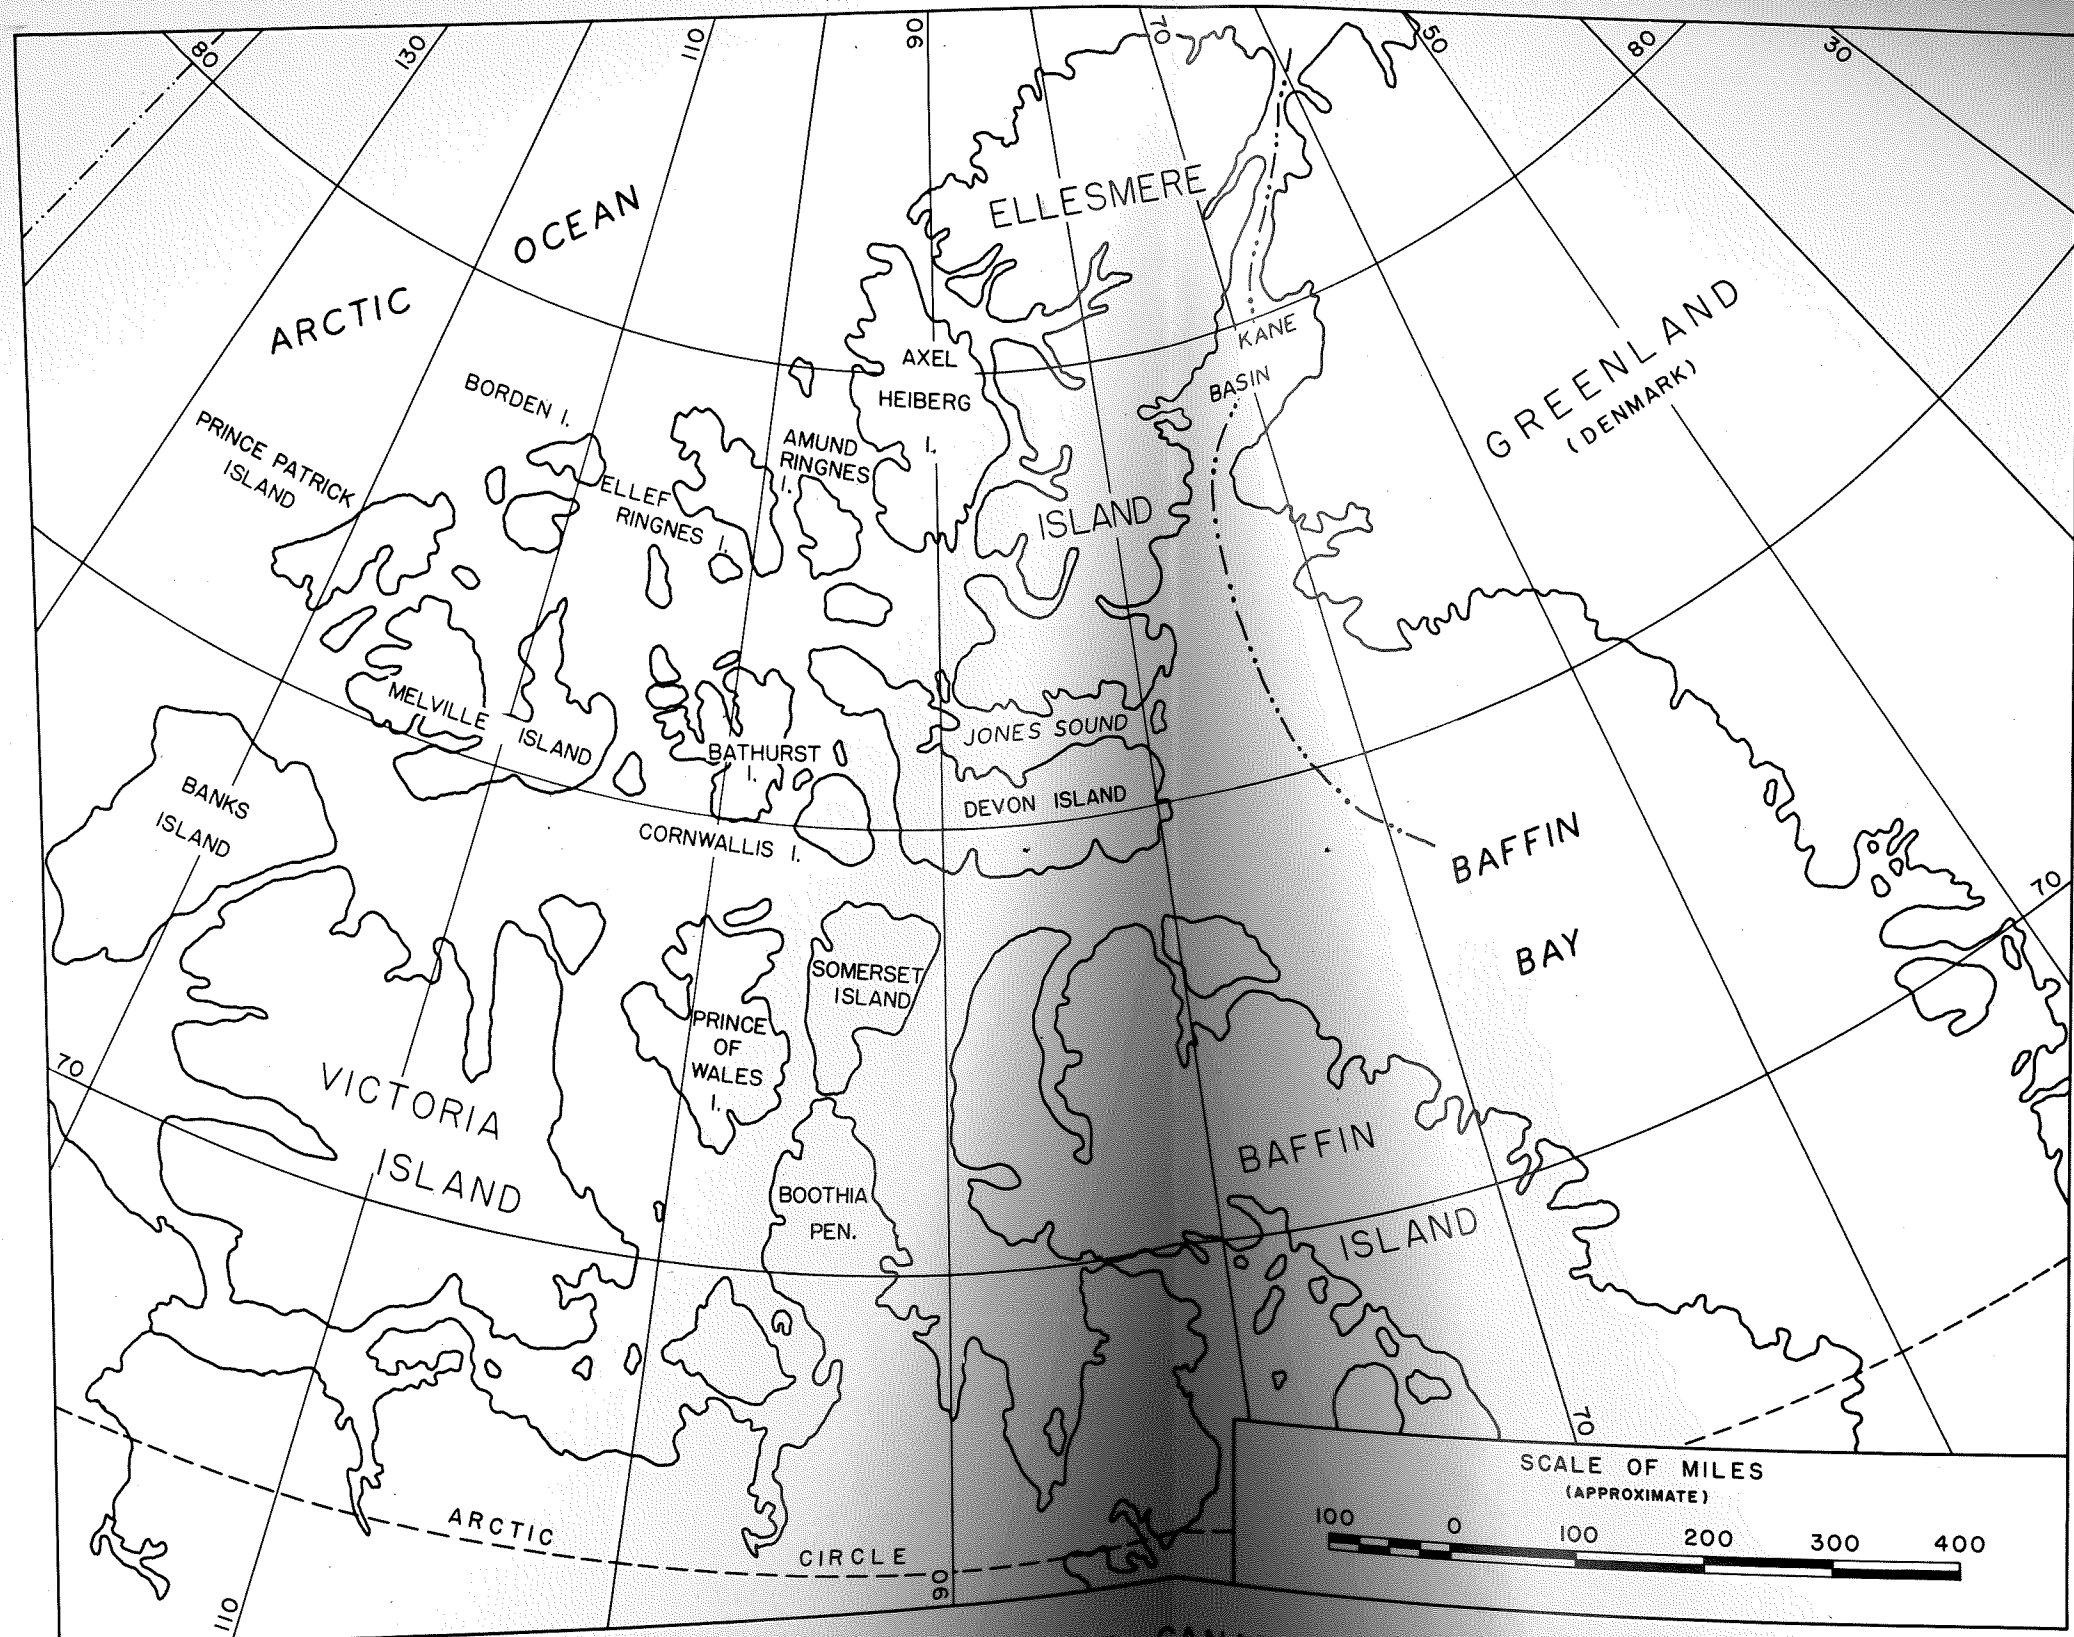 80
130
110
90
70
50
80
30
ARCTIC
OCEAN
ELLESMERE
ISLAND
GREENLAND
(DENMARK)
KANE
BASIN
AXEL
HEIBERG
I.
BORDEN I.
PRINCE PATRICK
ISLAND
ELLEF
RINGNES I.
AMUND
RINGNES
I.
MELVILLE ISLAND
BATHURST
I.
JONES SOUND
DEVON ISLAND
CORNWALLIS I.
BANKS
ISLAND
BAFFIN
BAY
70
SOMERSET
ISLAND
PRINCE
OF
WALES
I.
70
VICTORIA
ISLAND
BOOTHIA
PEN.
BAFFIN
ISLAND
ARCTIC CIRCLE
110
90
70
SCALE OF MILES
(APPROXIMATE)
100 0 100 200 300 400